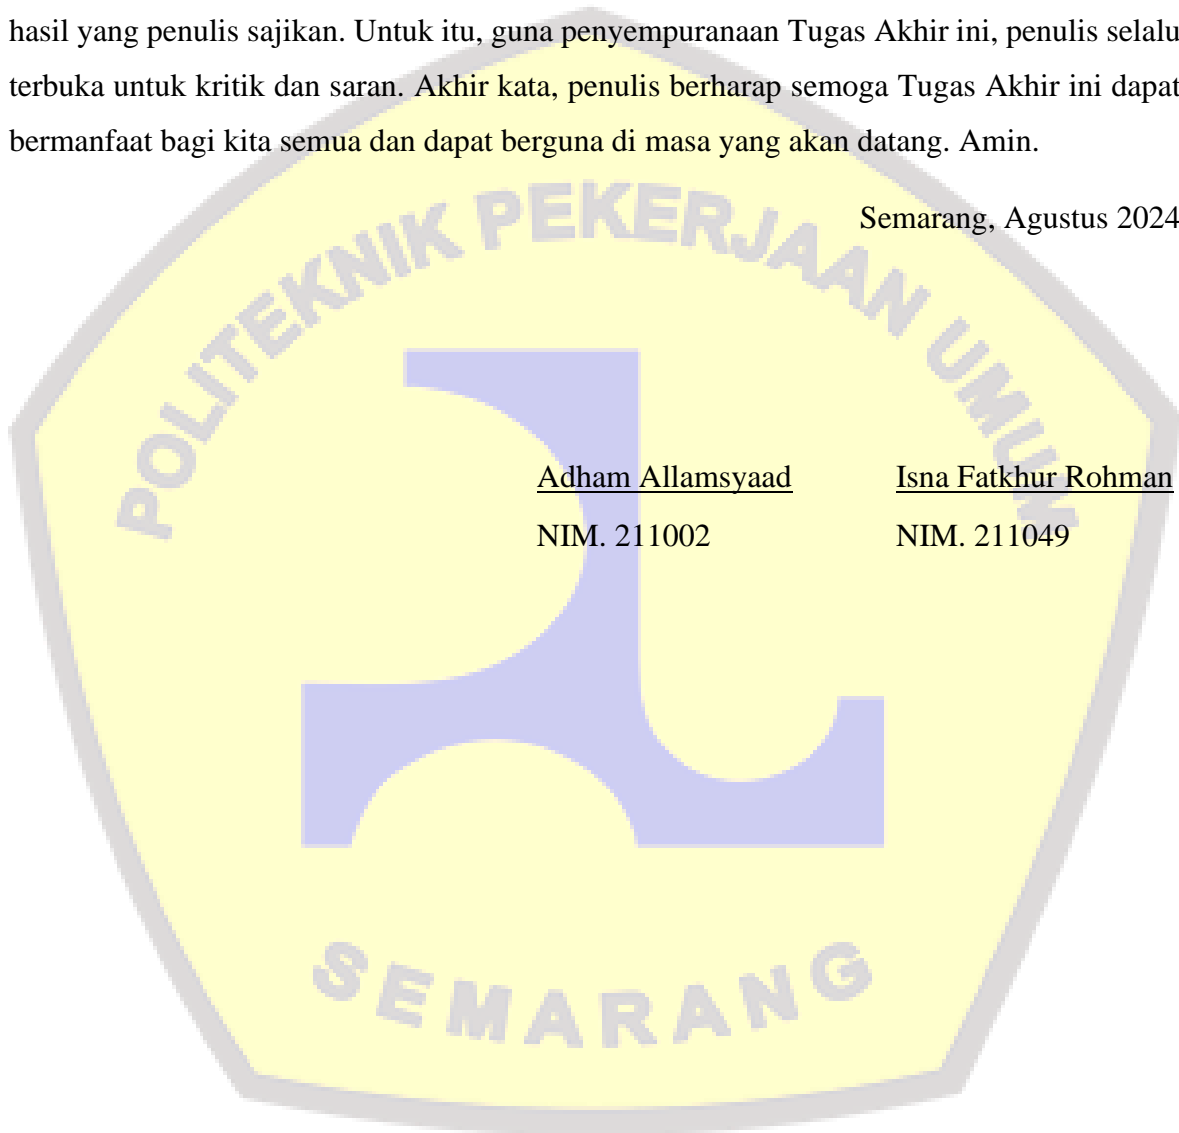 hasil yang penulis sajikan. Untuk itu, guna penyempuranaan Tugas Akhir ini, penulis selalu
terbuka untuk kritik dan saran. Akhir kata, penulis berharap semoga Tugas Akhir ini dapat
bermanfaat bagi kita semua dan dapat berguna di masa yang akan datang. Amin.
Semarang, Agustus 2024
POLITEKNIK PEKERJAAN UMUM
Adham Allamsyaad Isna Fatkhur Rohman
NIM. 211002 NIM. 211049
SEMARANG